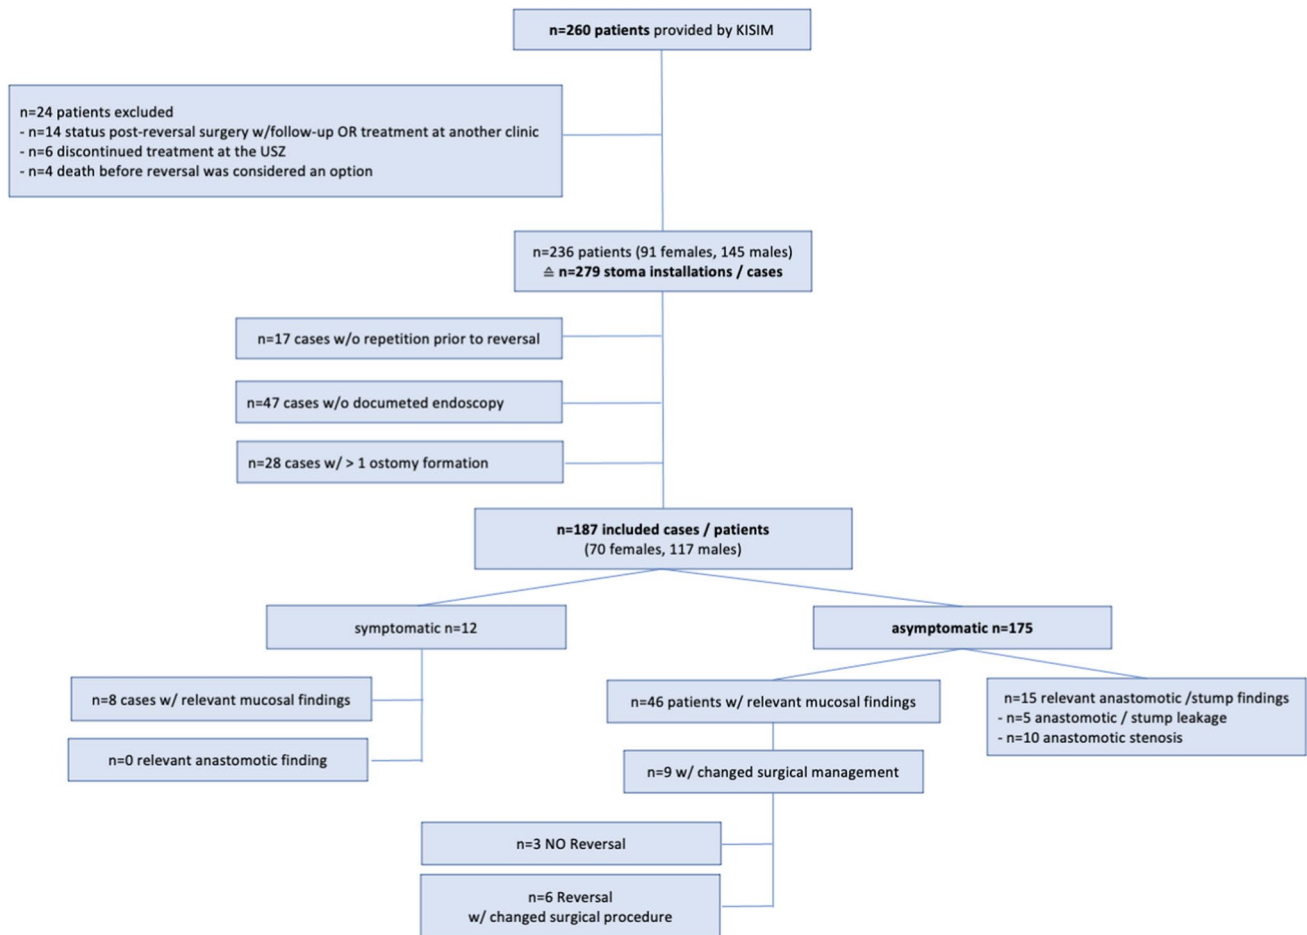 n=260 patients provided by KISIM
n=24 patients excluded
- n=14 status post-reversal surgery w/follow-up OR treatment at another clinic
- n=6 discontinued treatment at the USZ
- n=4 death before reversal was considered an option
n=236 patients (91 females, 145 males)
≙ n=279 stoma installations / cases
n=17 cases w/o repetition prior to reversal
n=47 cases w/o documeted endoscopy
n=28 cases w/ > 1 ostomy formation
n=187 included cases / patients
(70 females, 117 males)
symptomatic n=12
asymptomatic n=175
n=8 cases w/ relevant mucosal findings
n=0 relevant anastomotic finding
n=46 patients w/ relevant mucosal findings
n=15 relevant anastomotic /stump findings
- n=5 anastomotic / stump leakage
- n=10 anastomotic stenosis
n=9 w/ changed surgical management
n=3 NO Reversal
n=6 Reversal
w/ changed surgical procedure